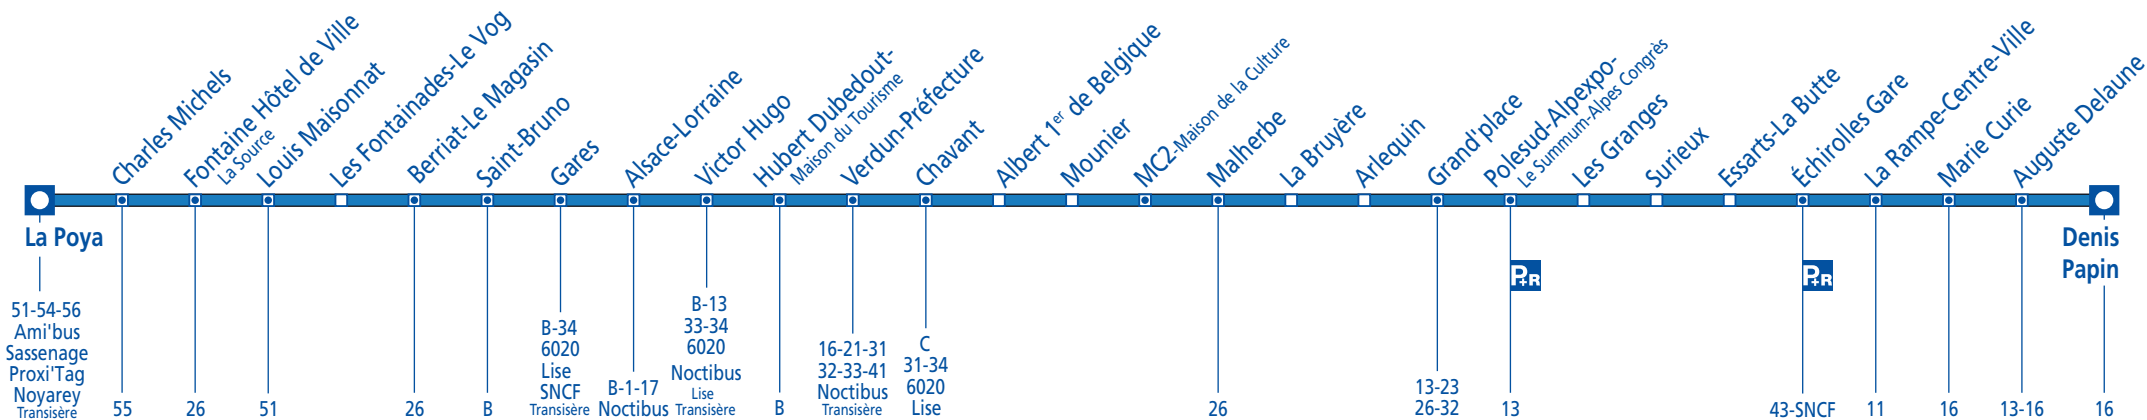 Charles Michels
Fontaine Hôtel de Ville
La Source
Louis Maisonnat
Les Fontainades-Le Vog
Berriat-Le Magasin
Saint-Bruno
Gares
Alsace-Lorraine
Victor Hugo
Hubert Dubedout-
Maison du Tourisme
Verdun-Préfecture
Chavant
Albert 1er de Belgique
Mounier
MC2-Maison de la Culture
Malherbe
La Bruyère
Arlequin
Grand'place
Polesud-Alpexpo-
Le Summum-Alpes Congrès
Les Granges
Surieux
Essarts-La Butte
Échirolles Gare
La Rampe-Centre-Ville
Marie Curie
Auguste Delaune
La Poya
Denis
Papin
51-54-56
Ami'bus
Sassenage
Proxi'Tag
Noyarey
Transisère
55
26
51
26
B
B-34
6020
Lise
SNCF
Transisère
B-1-17
Noctibus
B-13
33-34
6020
Noctibus
Lise
Transisère
B
16-21-31
32-33-41
Noctibus
Transisère
C
31-34
6020
Lise
26
13-23
26-32
P+R
13
P+R
43-SNCF
11
16
13-16
16